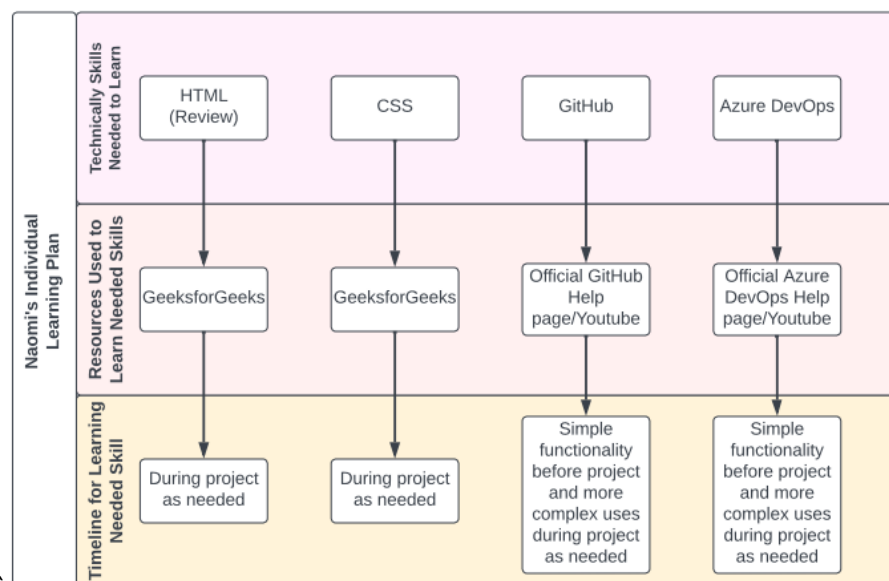 Naomi's Individual
Learning Plan
Technically Skills
Needed to Learn
HTML
(Review)
CSS
GitHub
Azure DevOps
Resources Used to
Learn Needed Skills
GeeksforGeeks
GeeksforGeeks
Official GitHub
Help
page/Youtube
Official Azure
DevOps Help
page/Youtube
Timeline for Learning
Needed Skill
During project
as needed
During project
as needed
Simple
functionality
before project
and more
complex uses
during project
as needed
Simple
functionality
before project
and more
complex uses
during project
as needed